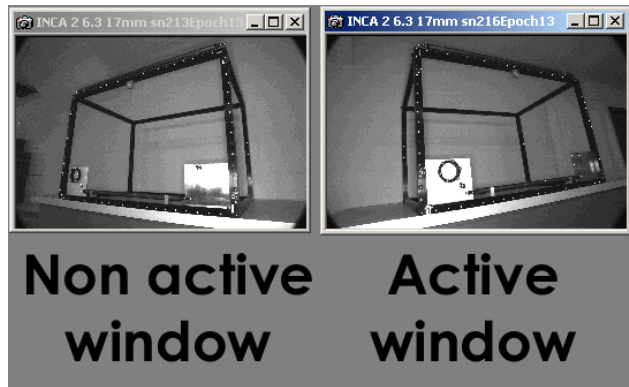 INCA 2 6.3 17mm sn213Epoch13
INCA 2 6.3 17mm sn216Epoch13
Non active
window
Active
window